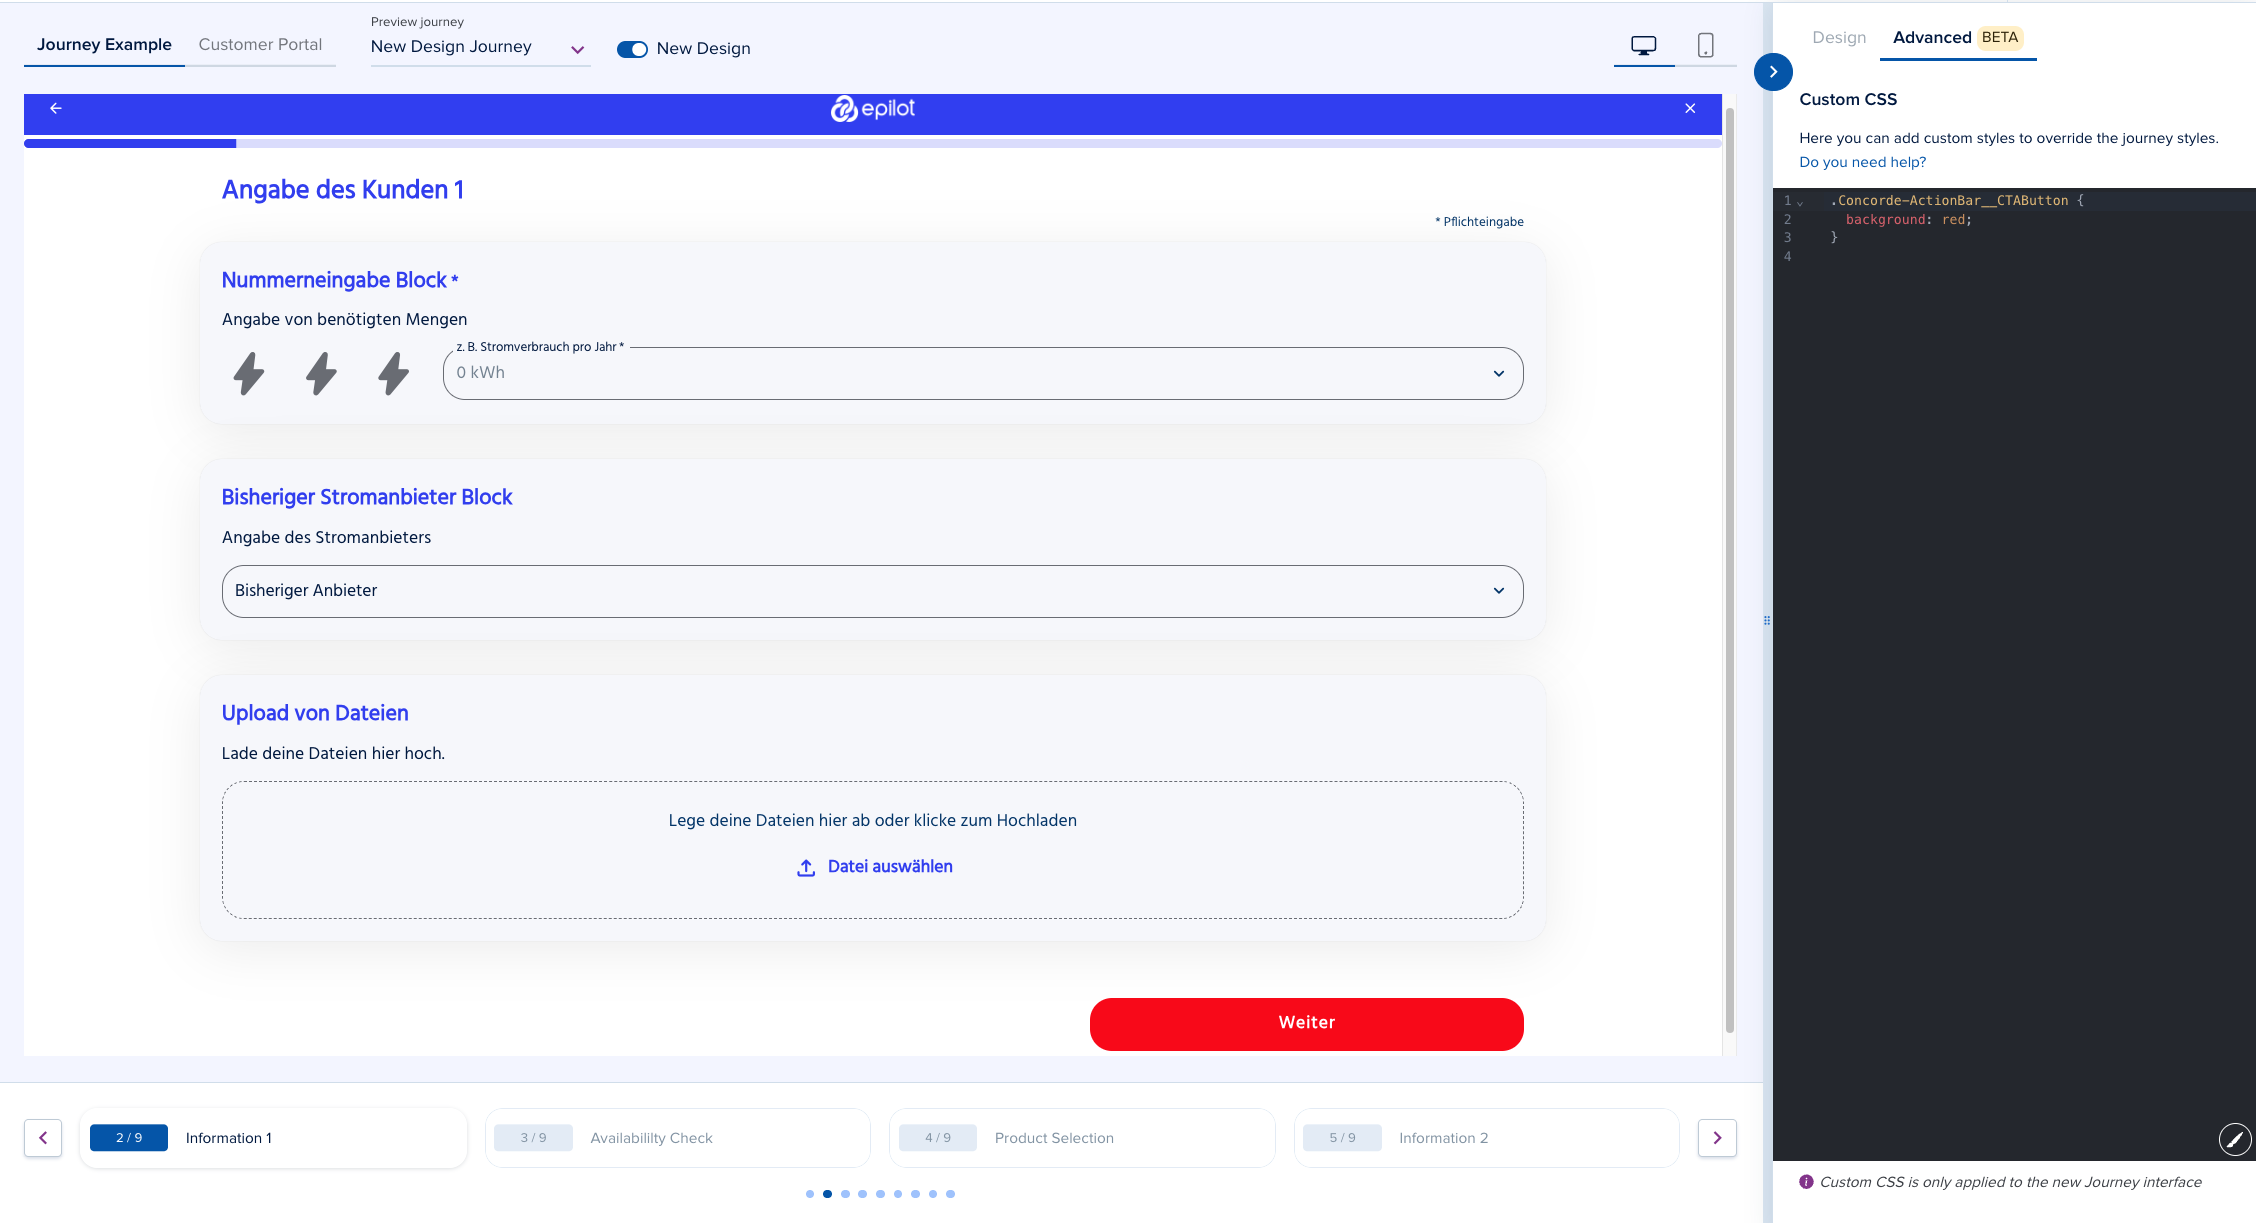 Journey Example
Customer Portal
Preview journey
New Design Journey
New Design
epilot
Angabe des Kunden 1
* Pflichteingabe
Nummerneingabe Block *
Angabe von benötigten Mengen
z. B. Stromverbrauch pro Jahr *
0 kWh
Bisheriger Stromanbieter Block
Angabe des Stromanbieters
Bisheriger Anbieter
Upload von Dateien
Lade deine Dateien hier hoch.
Lege deine Dateien hier ab oder klicke zum Hochladen
Datei auswählen
Weiter
2 / 9 Information 1
3 / 9 Availabililty Check
4 / 9 Product Selection
5 / 9 Information 2
Design
Advanced BETA
Custom CSS
Here you can add custom styles to override the journey styles.
Do you need help?
1 .Concorde-ActionBar__CTAButton {
2 background: red;
3 }
4
Custom CSS is only applied to the new Journey interface